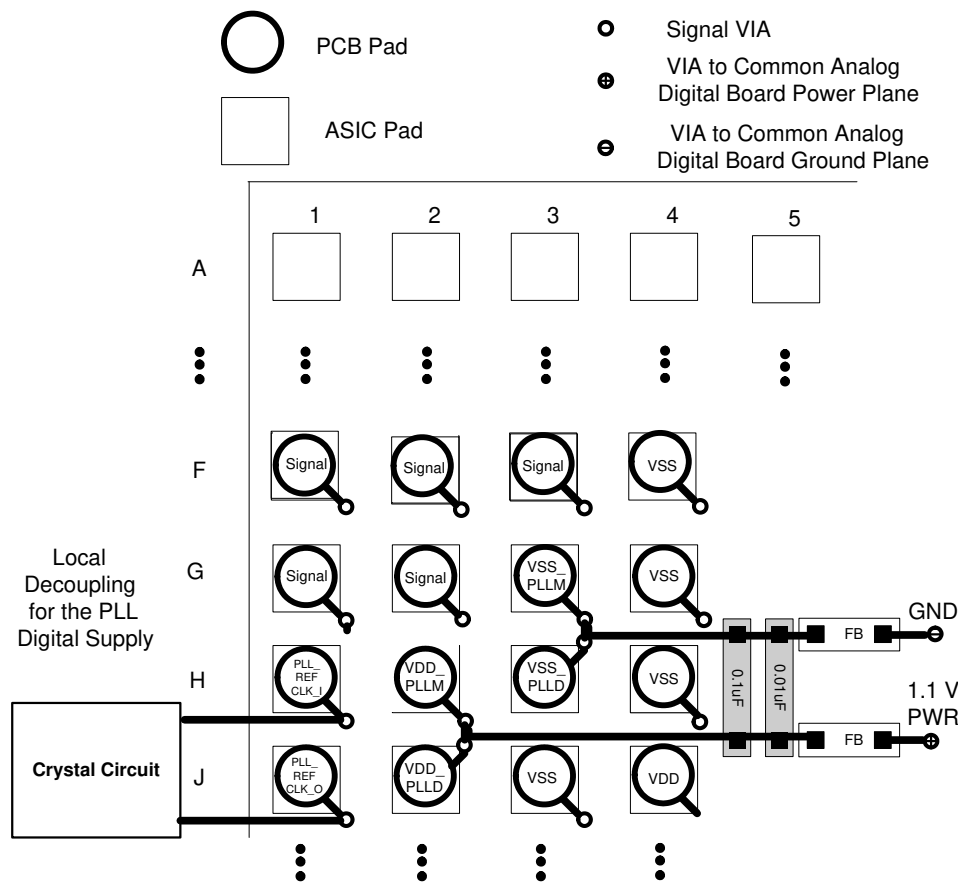 PCB Pad
Signal VIA
VIA to Common Analog
Digital Board Power Plane
ASIC Pad
VIA to Common Analog
Digital Board Ground Plane
1
2
3
4
5
A
F
Signal
Signal
Signal
VSS
Local
Decoupling
for the PLL
Digital Supply
G
Signal
Signal
VSS_
PLLM
VSS
GND
FB
H
PLL_
REF
CLK_I
VDD_
PLLM
VSS_
PLLD
VSS
0.1uF
0.01uF
1.1 V
PWR
FB
Crystal Circuit
J
PLL_
REF
CLK_O
VDD_
PLLD
VSS
VDD